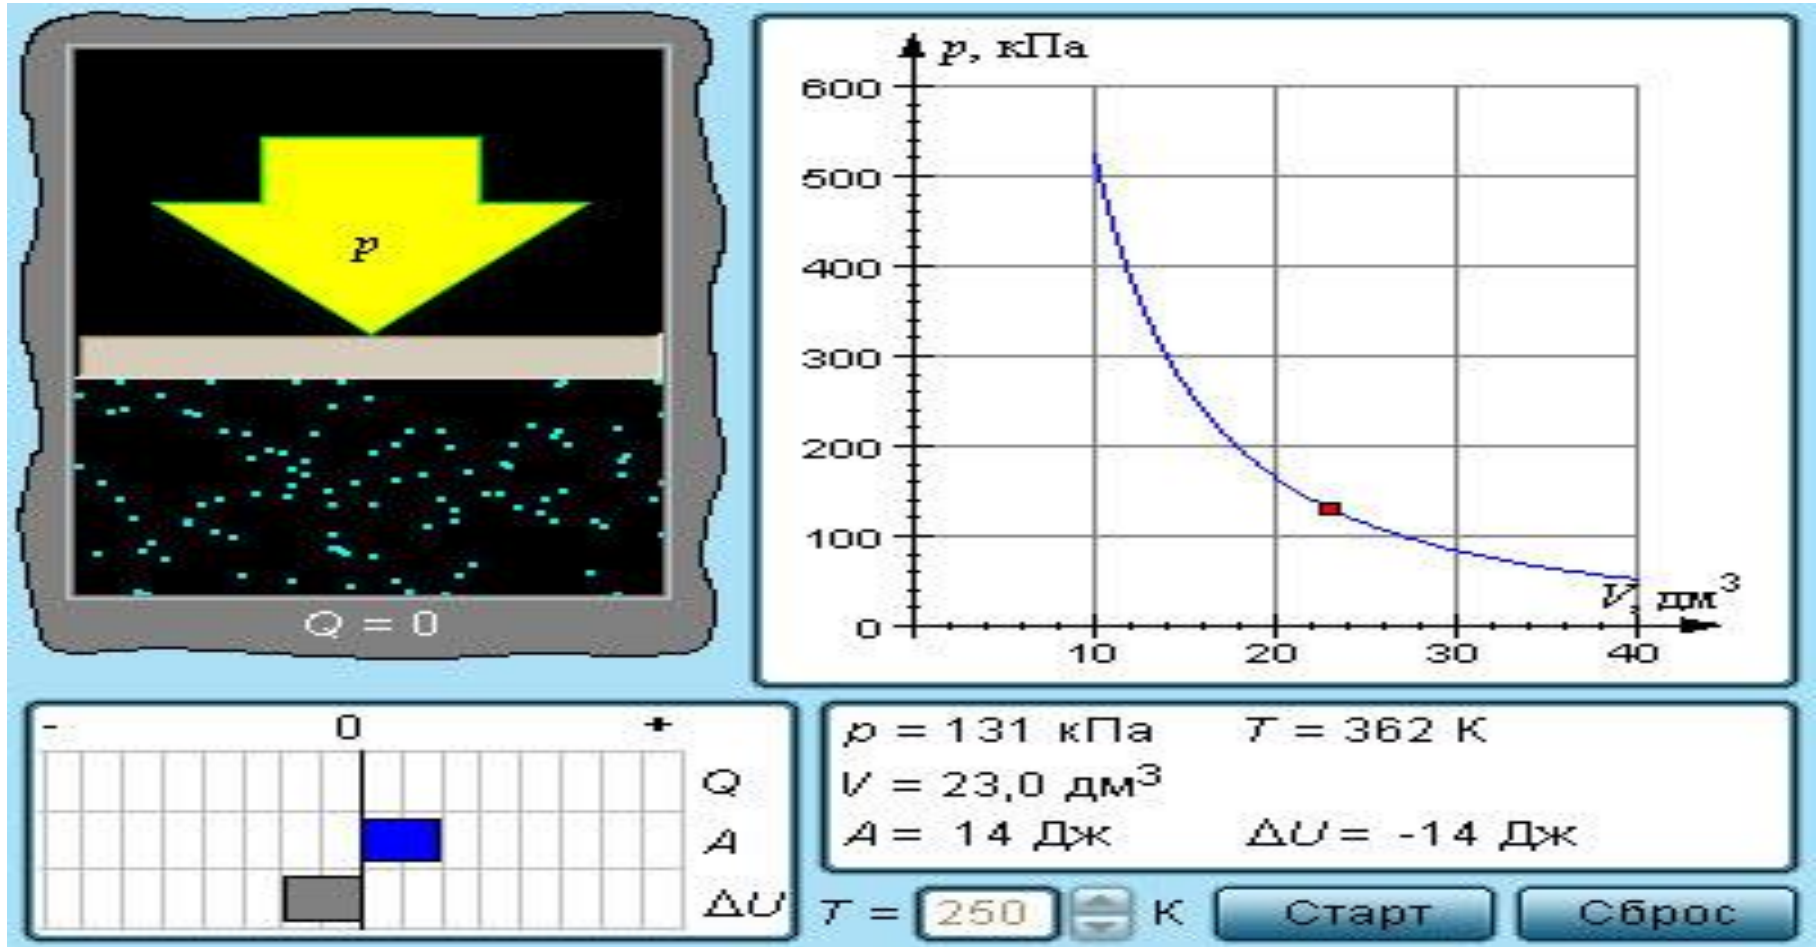 p
Q = 0
p, кПа
600
500
400
300
200
100
0
10 20 30 40
V, дм³
- 0 +
Q
A
ΔU
p = 131 кПа T = 362 К
V = 23,0 дм³
A = 14 Дж ΔU = -14 Дж
T = 250 К Старт Сброс